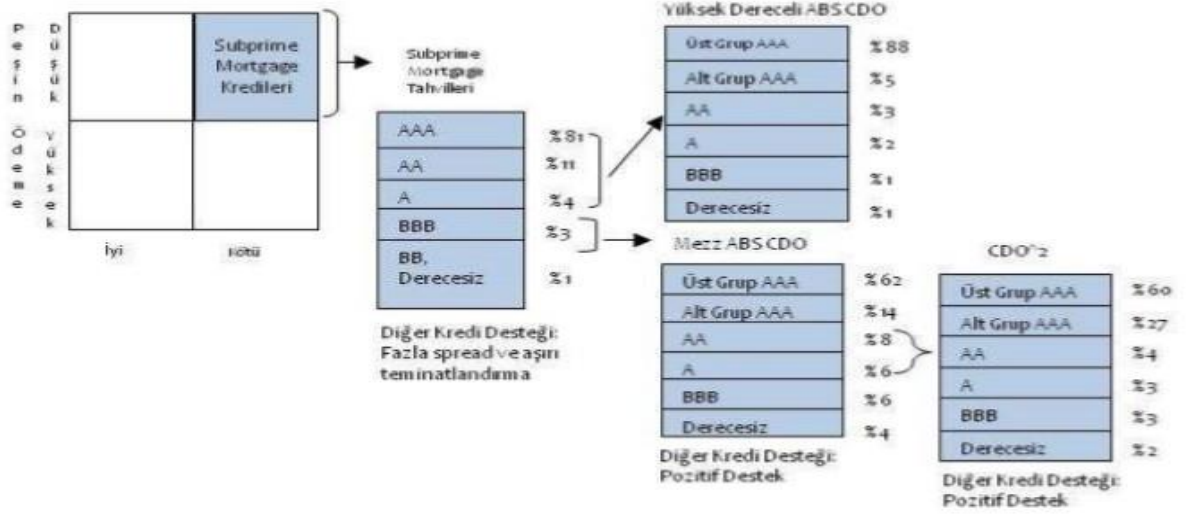 Peşin Ödeme
Düşük
Yüksek
Subprime
Mortgage
Kredileri
İyi
Kötü
Subprime
Mortgage
Tahvilleri
AAA %81
AA %11
A %4
BBB %3
BB,
Derecesiz %1
Diğer Kredi Desteği:
Fazla spread ve aşırı
teminatlandırma
Yüksek Dereceli ABS CDO
Üst Grup AAA %88
Alt Grup AAA %5
AA %3
A %2
BBB %1
Derecesiz %1
Mezz ABS CDO
Üst Grup AAA %62
Alt Grup AAA %14
AA %8
A %6
BBB %6
Derecesiz %4
Diğer Kredi Desteği:
Pozitif Destek
CDO^2
Üst Grup AAA %60
Alt Grup AAA %27
AA %4
A %3
BBB %3
Derecesiz %2
Diğer Kredi Desteği:
Pozitif Destek